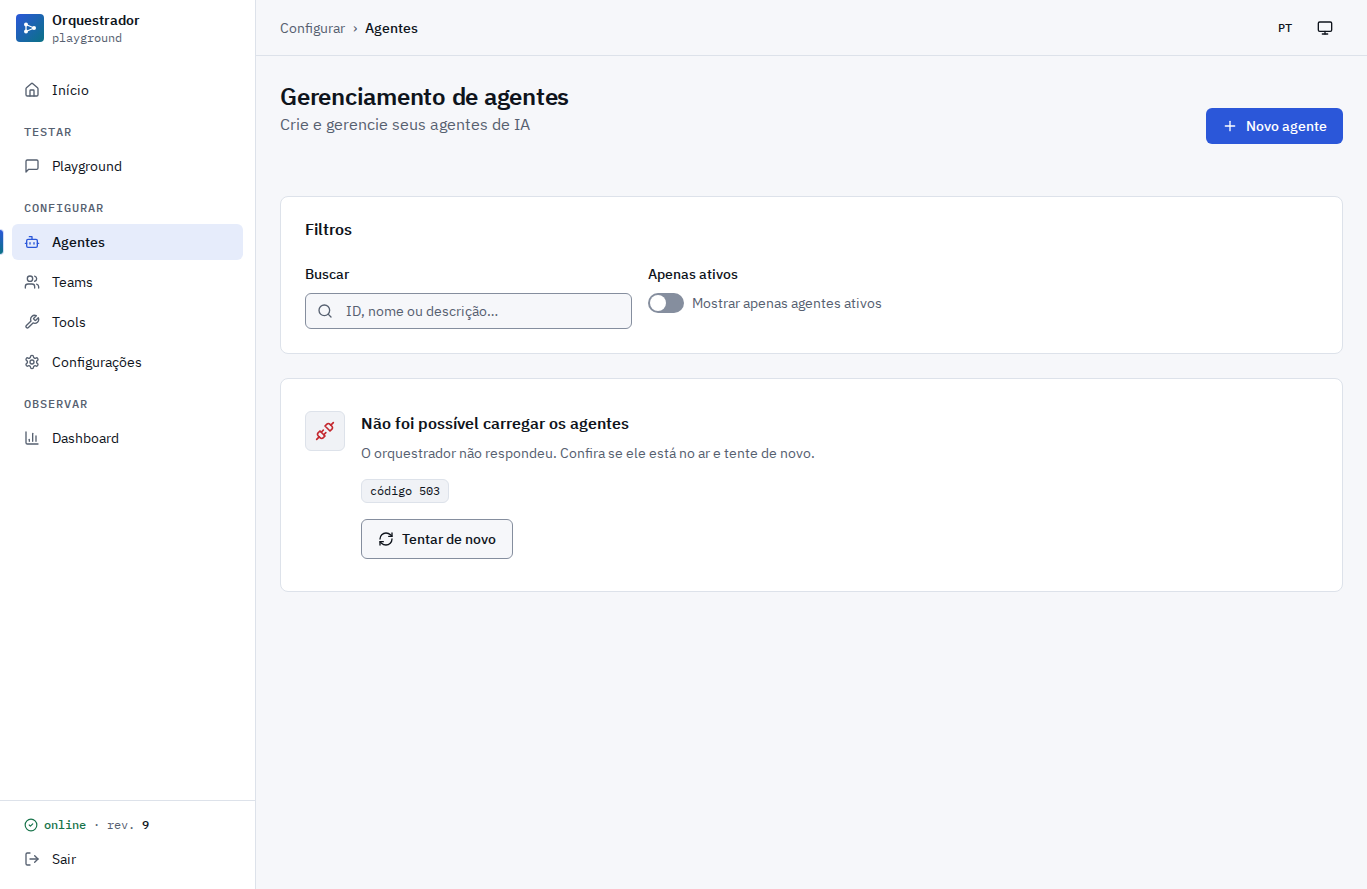 Orquestrador
playground
Início
TESTAR
Playground
CONFIGURAR
Agentes
Teams
Tools
Configurações
OBSERVAR
Dashboard
online · rev. 9
Sair
Configurar › Agentes
PT
Gerenciamento de agentes
Crie e gerencie seus agentes de IA
Novo agente
Filtros
Buscar
ID, nome ou descrição...
Apenas ativos
Mostrar apenas agentes ativos
Não foi possível carregar os agentes
O orquestrador não respondeu. Confira se ele está no ar e tente de novo.
código 503
Tentar de novo